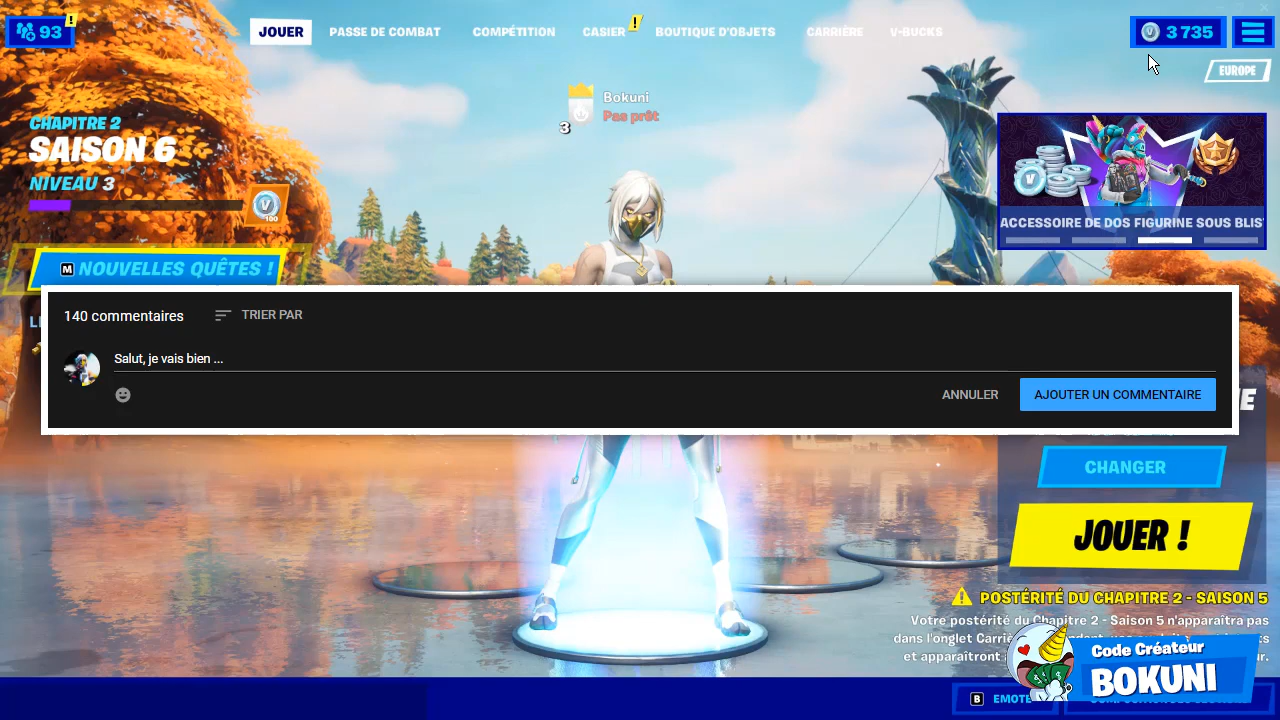 93
!
JOUER
PASSE DE COMBAT
COMPÉTITION
CASIER
!
BOUTIQUE D'OBJETS
CARRIÈRE
V-BUCKS
3 735
EUROPE
Bokuni
Pas prêt
3
CHAPITRE 2
SAISON 6
NIVEAU 3
100
M NOUVELLES QUÊTES !
ACCESSOIRE DE DOS FIGURINE SOUS BLIS
140 commentaires
TRIER PAR
Salut, je vais bien ...
ANNULER
AJOUTER UN COMMENTAIRE
CHANGER
JOUER !
POSTÉRITÉ DU CHAPITRE 2 - SAISON 5
Votre postérité du Chapitre 2 - Saison 5 n'apparaîtra pas
dans l'onglet
et apparaîtront
Code Créateur
BOKUNI
B EMOTE